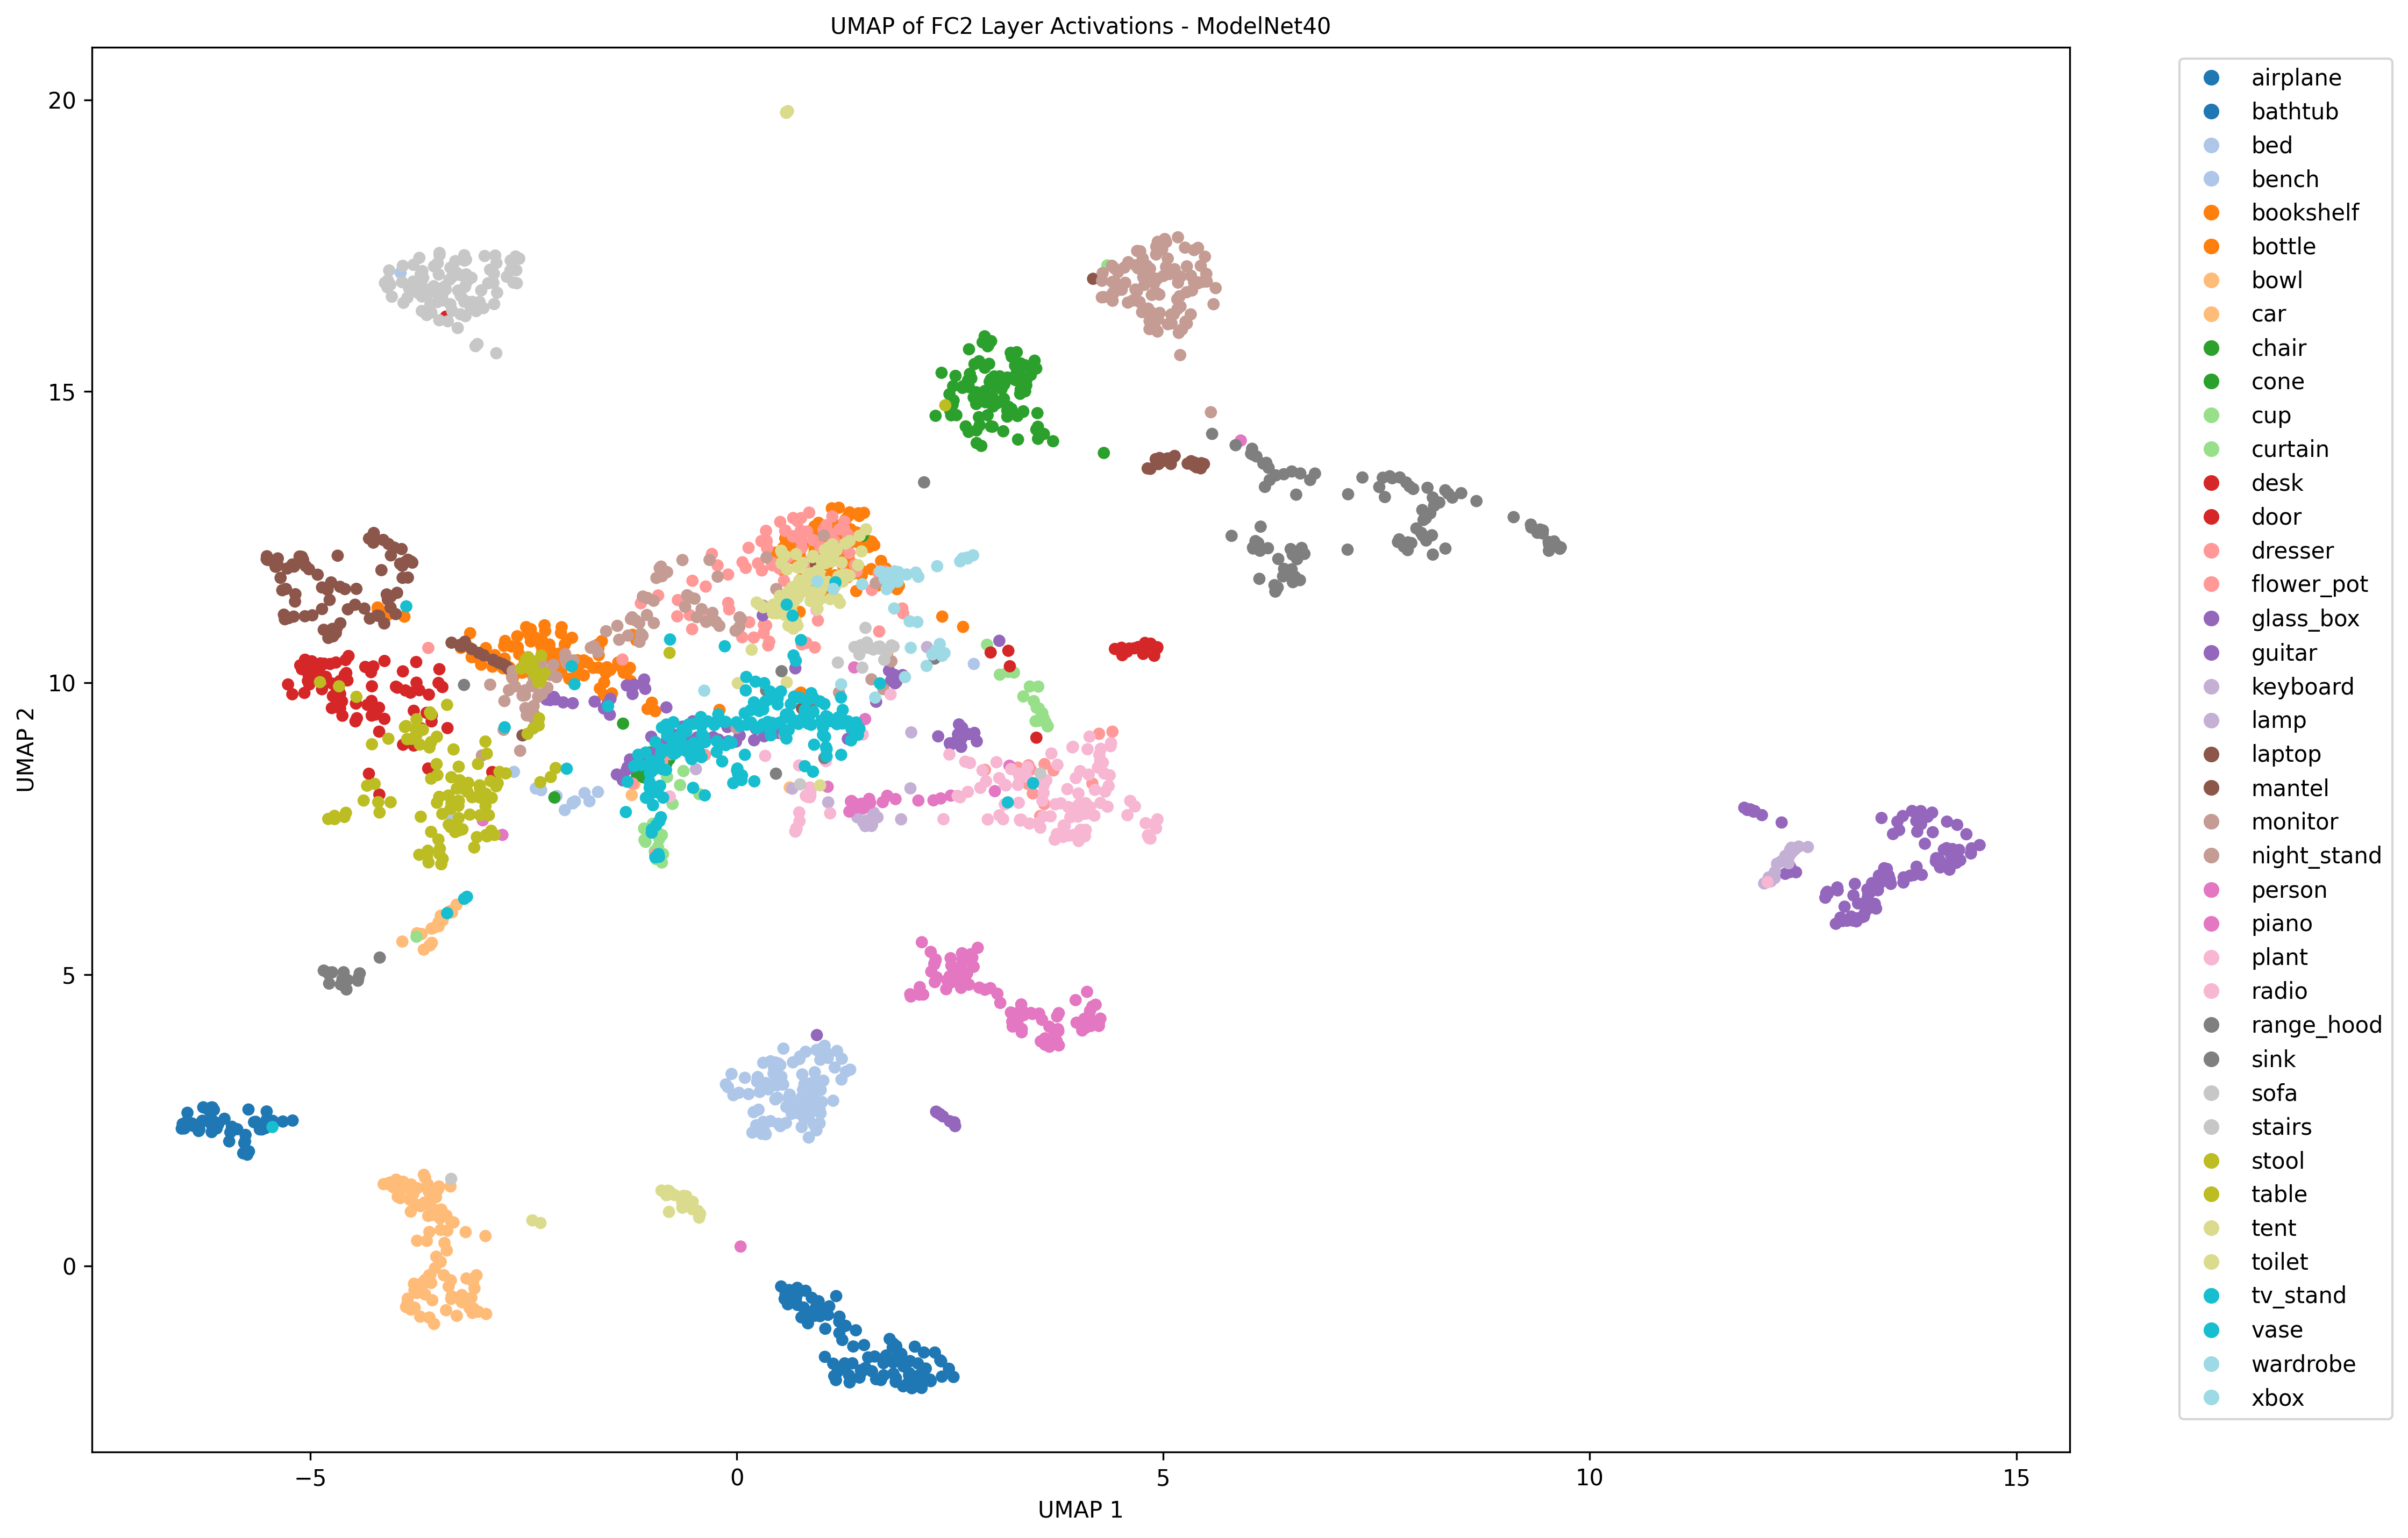 UMAP of FC2 Layer Activations - ModelNet40
20
15
10
5
0
UMAP 2
−5
0
5
10
15
UMAP 1
airplane
bathtub
bed
bench
bookshelf
bottle
bowl
car
chair
cone
cup
curtain
desk
door
dresser
flower_pot
glass_box
guitar
keyboard
lamp
laptop
mantel
monitor
night_stand
person
piano
plant
radio
range_hood
sink
sofa
stairs
stool
table
tent
toilet
tv_stand
vase
wardrobe
xbox